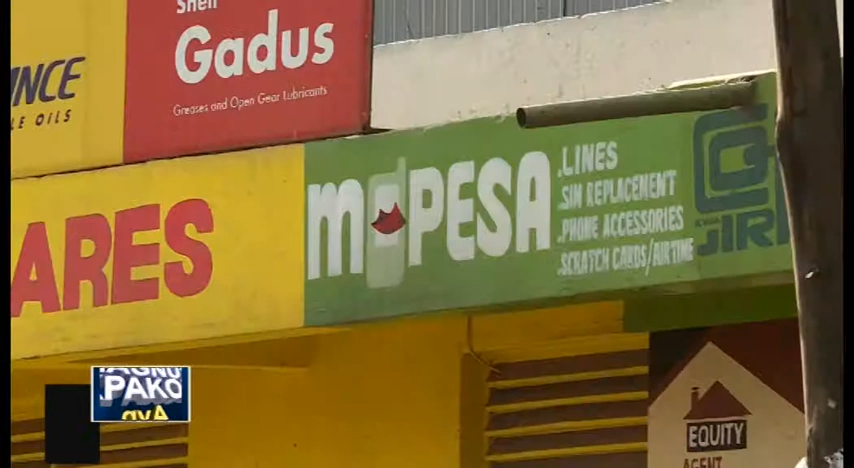 Shell
Gadus
Greases and Open Gear Lubricants
NCE
E OILS
ARES
M PESA
.LINES
.SIM REPLACEMENT
.PHONE ACCESSORIES
.SCRATCH CARDS/AIRTIME
JIRI
EQUITY
AGENT
PAKO